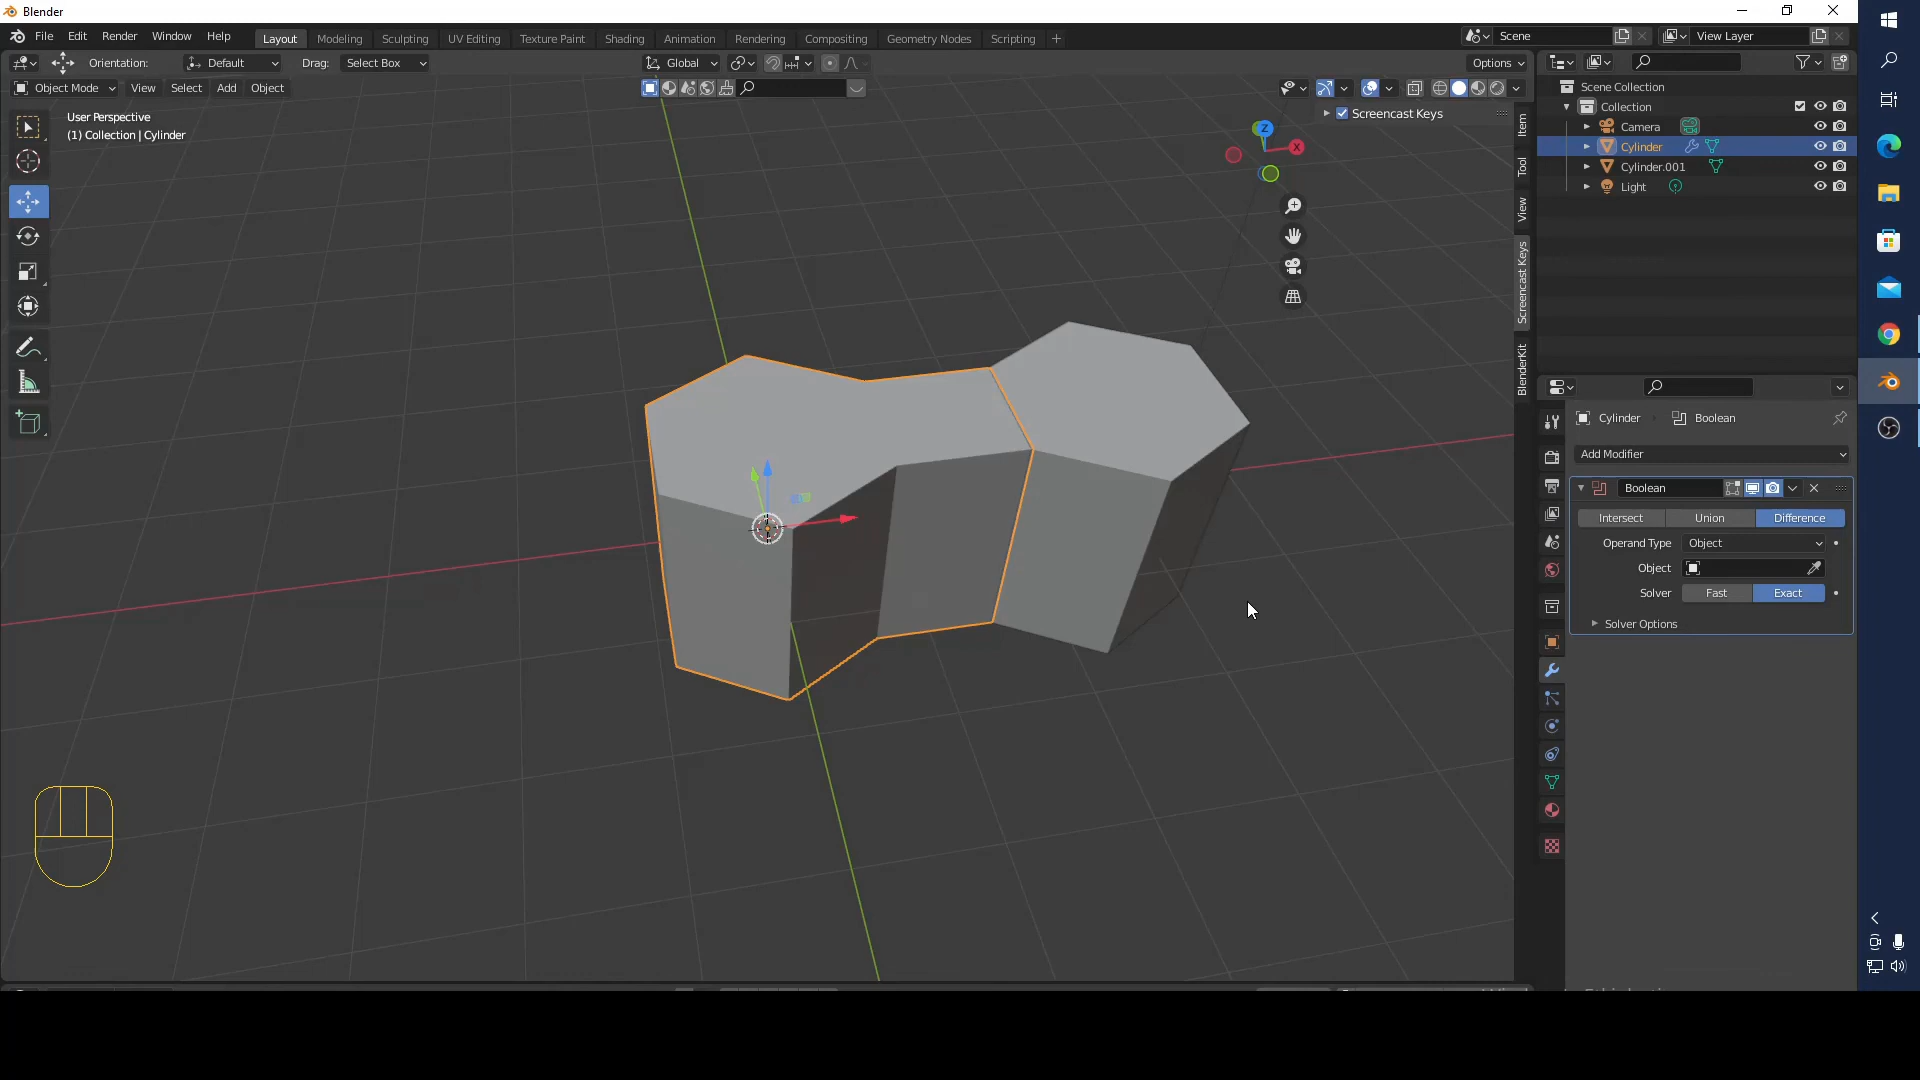 Blender
File Edit Render Window Help
Layout Modeling Sculpting UV Editing Texture Paint Shading Animation Rendering Compositing Geometry Nodes Scripting +
Scene
View Layer
Orientation: Default Drag: Select Box
Global
Options
Object Mode View Select Add Object
User Perspective
(1) Collection | Cylinder
Screencast Keys
Z
X
Item
Tool
View
Screencast Keys
BlenderKit
Scene Collection
Collection
Camera
Cylinder
Cylinder.001
Light
Cylinder Boolean
Add Modifier
Boolean
Intersect Union Difference
Operand Type Object
Object
Solver Fast Exact
Solver Options